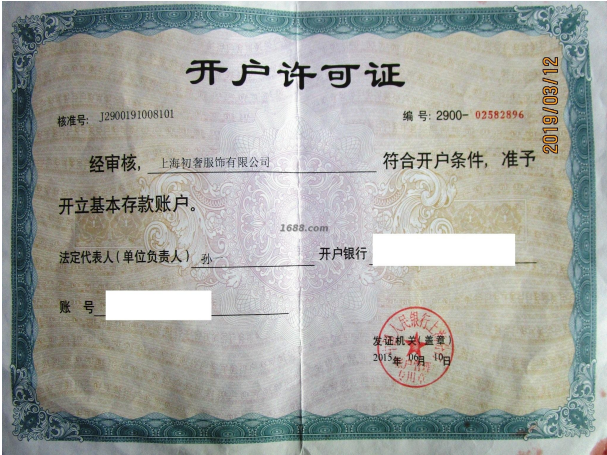 开户许可证
核准号: J2900191008101 编号: 2900-02582896
2019/03/12
经审核, 上海初奢服饰有限公司 符合开户条件, 准予
开立基本存款账户。
1688.com
法定代表人(单位负责人) 孙 开户银行
账 号
发证机关(盖章)
2015年 06月 10日